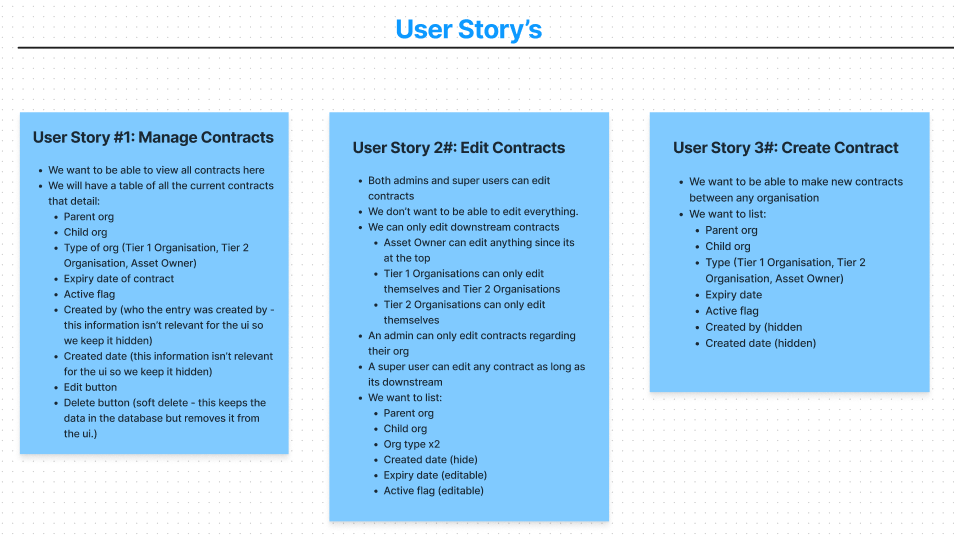 User Story's
User Story #1: Manage Contracts
• We want to be able to view all contracts here
• We will have a table of all the current contracts
that detail:
• Parent org
• Child org
• Type of org (Tier 1 Organisation, Tier 2
Organisation, Asset Owner)
• Expiry date of contract
• Active flag
• Created by (who the entry was created by -
this information isn't relevant for the ui so
we keep it hidden)
• Created date (this information isn't relevant
for the ui so we keep it hidden)
• Edit button
• Delete button (soft delete - this keeps the
data in the database but removes it from
the ui.)
User Story 2#: Edit Contracts
• Both admins and super users can edit
contracts
• We don't want to be able to edit everything.
• We can only edit downstream contracts
• Asset Owner can edit anything since its
at the top
• Tier 1 Organisations can only edit
themselves and Tier 2 Organisations
• Tier 2 Organisations can only edit
themselves
• An admin can only edit contracts regarding
their org
• A super user can edit any contract as long as
its downstream
• We want to list:
• Parent org
• Child org
• Org type x2
• Created date (hide)
• Expiry date (editable)
• Active flag (editable)
User Story 3#: Create Contract
• We want to be able to make new contracts
between any organisation
• We want to list:
• Parent org
• Child org
• Type (Tier 1 Organisation, Tier 2
Organisation, Asset Owner)
• Expiry date
• Active flag
• Created by (hidden
• Created date (hidden)